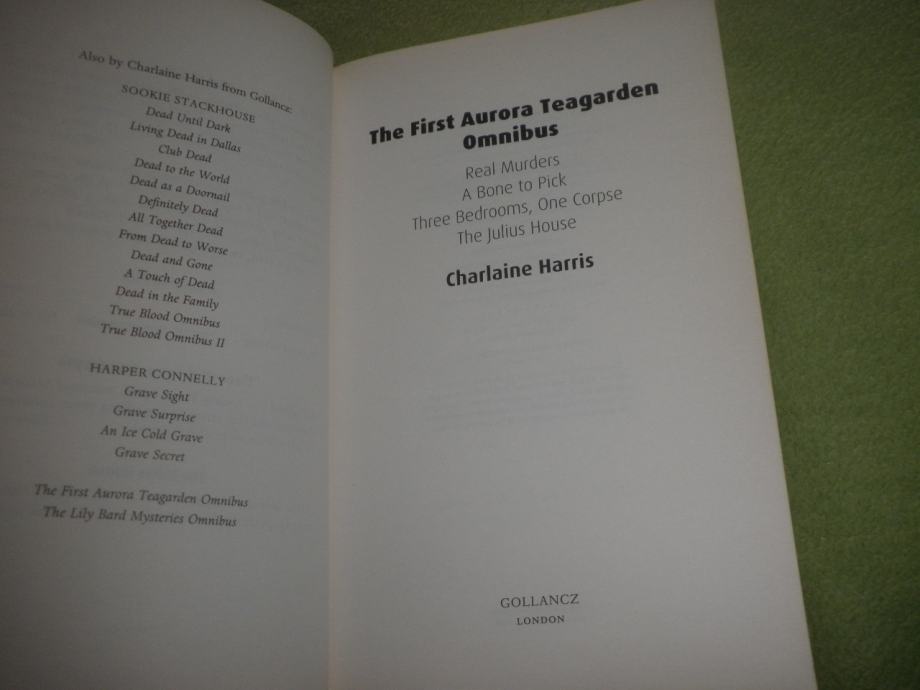 Also by Charlaine Harris from Gollancz:
SOOKIE STACKHOUSE
Dead Until Dark
Living Dead in Dallas
Club Dead
Dead to the World
Dead as a Doornail
Definitely Dead
All Together Dead
From Dead to Worse
Dead and Gone
A Touch of Dead
Dead in the Family
True Blood Omnibus
True Blood Omnibus II
HARPER CONNELLY
Grave Sight
Grave Surprise
An Ice Cold Grave
Grave Secret
The First Aurora Teagarden Omnibus
The Lily Bard Mysteries Omnibus
The First Aurora Teagarden
Omnibus
Real Murders
A Bone to Pick
Three Bedrooms, One Corpse
The Julius House
Charlaine Harris
GOLLANCZ
LONDON